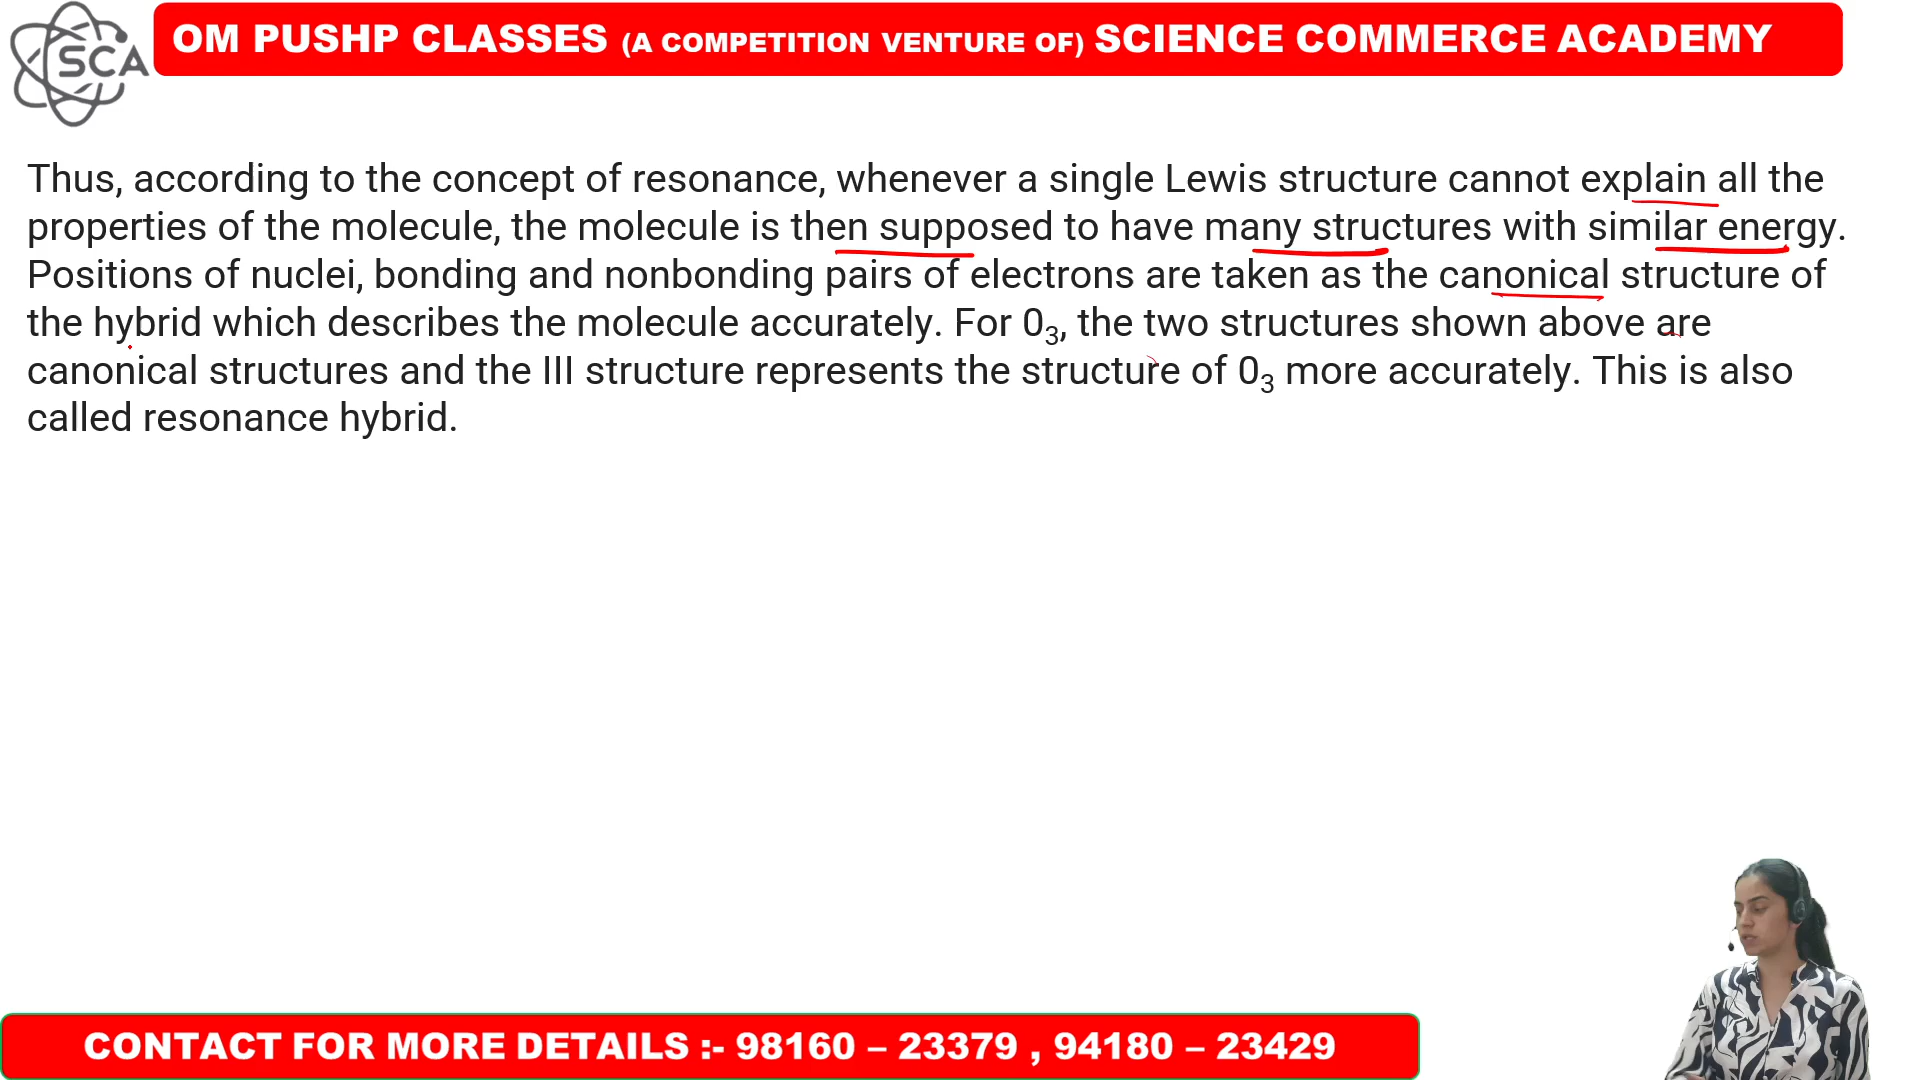 SCA
OM PUSHP CLASSES (A COMPETITION VENTURE OF) SCIENCE COMMERCE ACADEMY
Thus, according to the concept of resonance, whenever a single Lewis structure cannot explain all the
properties of the molecule, the molecule is then supposed to have many structures with similar energy.
Positions of nuclei, bonding and nonbonding pairs of electrons are taken as the canonical structure of
the hybrid which describes the molecule accurately. For 0₃, the two structures shown above are
canonical structures and the III structure represents the structure of 0₃ more accurately. This is also
called resonance hybrid.
CONTACT FOR MORE DETAILS :- 98160 – 23379 , 94180 – 23429